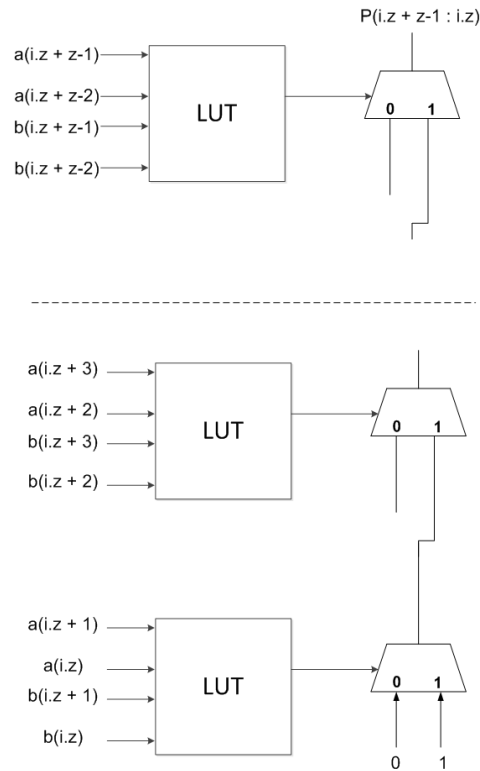 P(i.z + z-1 : i.z)
a(i.z + z-1)
a(i.z + z-2)
b(i.z + z-1)
b(i.z + z-2)
LUT
0 1
a(i.z + 3)
a(i.z + 2)
b(i.z + 3)
b(i.z + 2)
LUT
0 1
a(i.z + 1)
a(i.z)
b(i.z + 1)
b(i.z)
LUT
0 1
0 1